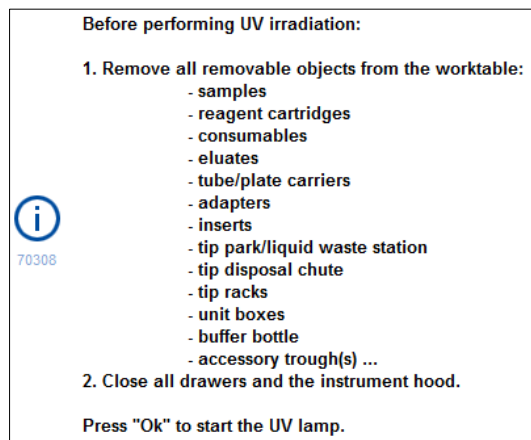 Before performing UV irradiation:
1. Remove all removable objects from the worktable:
- samples
- reagent cartridges
- consumables
- eluates
- tube/plate carriers
- adapters
- inserts
- tip park/liquid waste station
- tip disposal chute
- tip racks
- unit boxes
- buffer bottle
- accessory trough(s) ...
2. Close all drawers and the instrument hood.
Press "Ok" to start the UV lamp.
i
70308